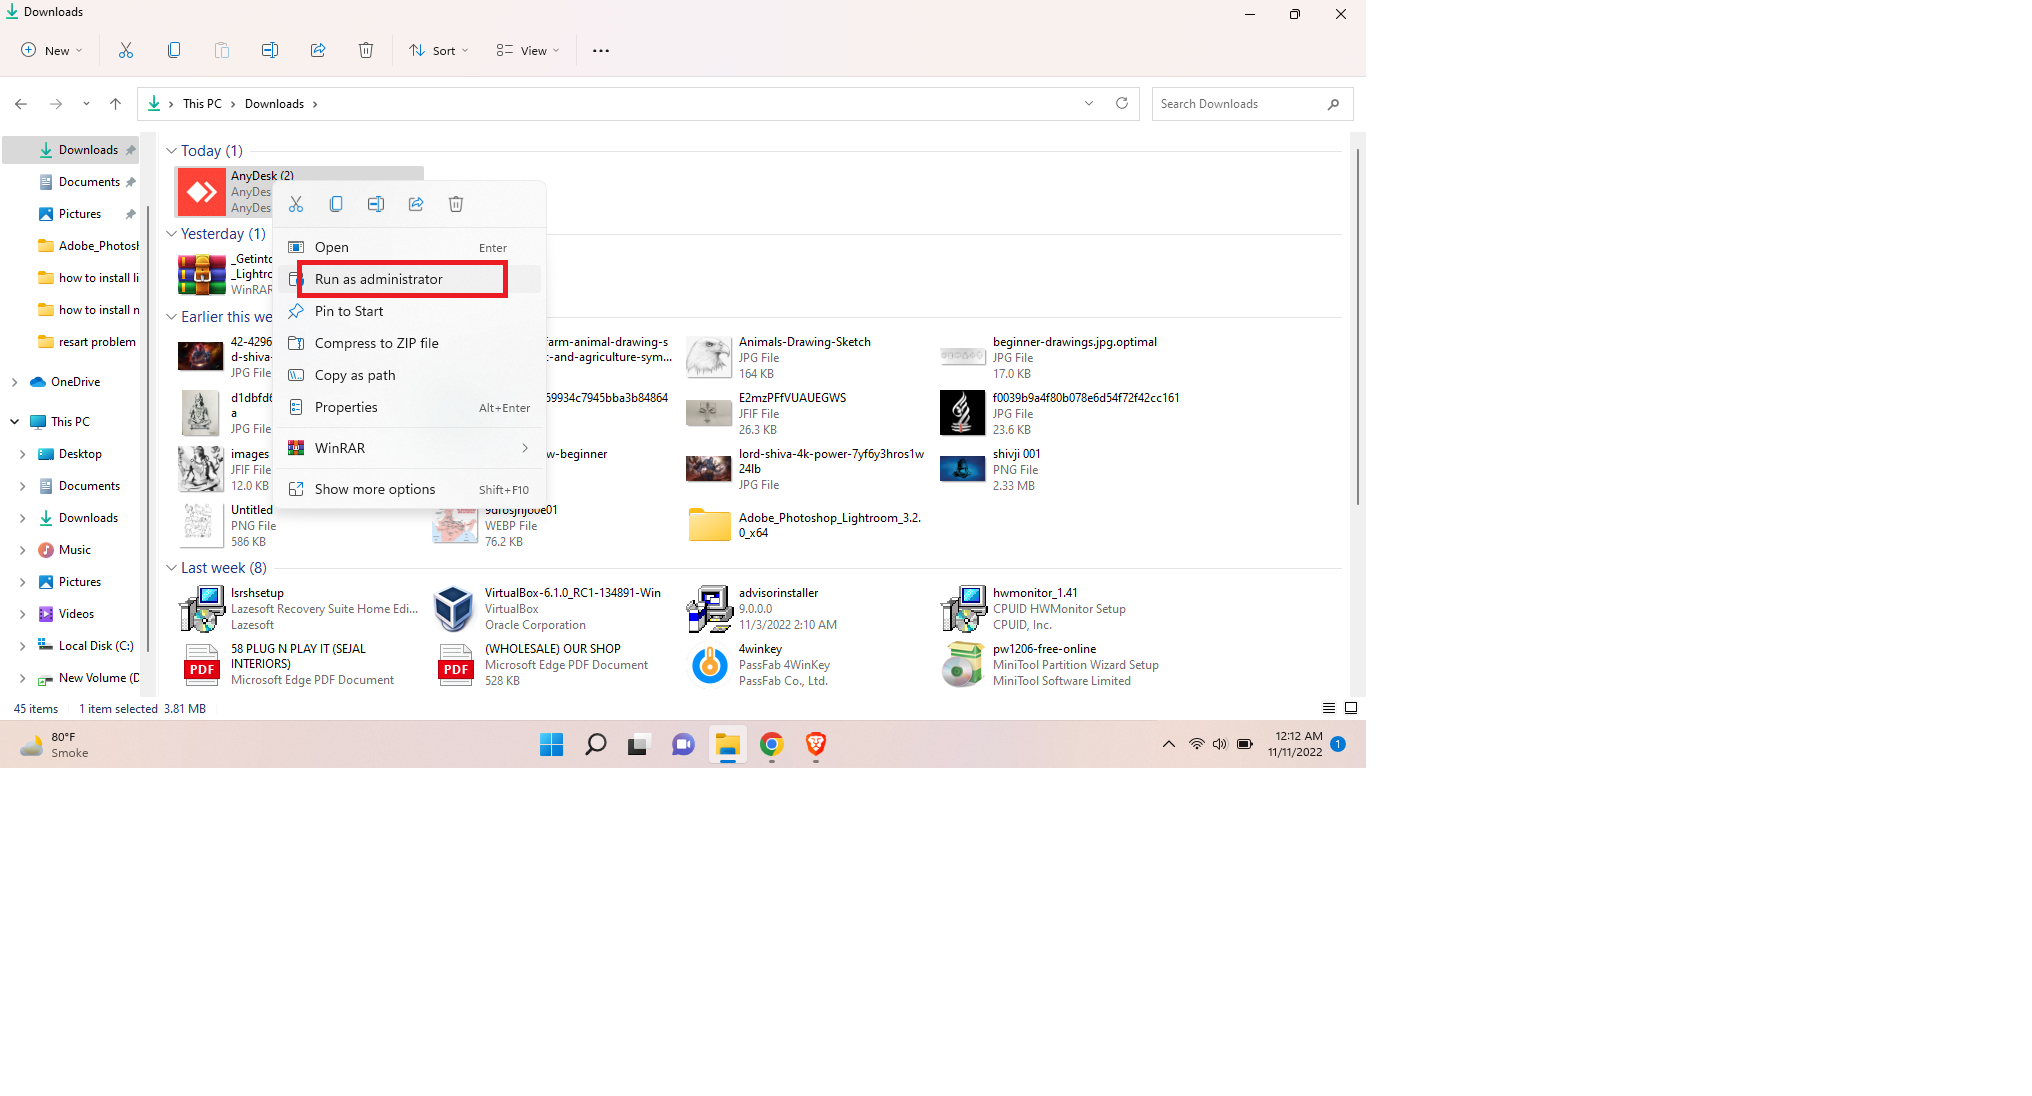 Downloads
New
Sort
View
This PC
Downloads
Search Downloads
Downloads
Documents
Pictures
Adobe_Photosh
how to install li
how to install n
resart problem
OneDrive
This PC
Desktop
Documents
Downloads
Music
Pictures
Videos
Local Disk (C:)
New Volume (D
Today (1)
AnyDesk (2)
AnyDes
AnyDes
Yesterday (1)
_Getinto
_Lightro
WinRAR
Earlier this we
42-4296
d-shiva-
JPG File
arm-animal-drawing-s
t-and-agriculture-sym...
Animals-Drawing-Sketch
JPG File
164 KB
beginner-drawings.jpg.optimal
JPG File
17.0 KB
d1dbfd6
a
JPG File
59934c7945bba3b84864
E2mzPFfVUAUEGWS
JFIF File
26.3 KB
f0039b9a4f80b078e6d54f72f42cc161
JPG File
23.6 KB
images
JFIF File
12.0 KB
w-beginner
lord-shiva-4k-power-7yf6y3hros1w
24lb
JPG File
shivji 001
PNG File
2.33 MB
Untitled
PNG File
586 KB
WEBP File
76.2 KB
Adobe_Photoshop_Lightroom_3.2.
0_x64
Open Enter
Run as administrator
Pin to Start
Compress to ZIP file
Copy as path
Properties Alt+Enter
WinRAR
Show more options Shift+F10
Last week (8)
lsrshsetup
Lazesoft Recovery Suite Home Edi...
Lazesoft
VirtualBox-6.1.0_RC1-134891-Win
VirtualBox
Oracle Corporation
advisorinstaller
9.0.0.0
11/3/2022 2:10 AM
hwmonitor_1.41
CPUID HWMonitor Setup
CPUID, Inc.
PDF
58 PLUG N PLAY IT (SEJAL
INTERIORS)
Microsoft Edge PDF Document
PDF
(WHOLESALE) OUR SHOP
Microsoft Edge PDF Document
528 KB
4winkey
PassFab 4WinKey
PassFab Co., Ltd.
pw1206-free-online
MiniTool Partition Wizard Setup
MiniTool Software Limited
45 items 1 item selected 3.81 MB
80°F
Smoke
12:12 AM
11/11/2022
1